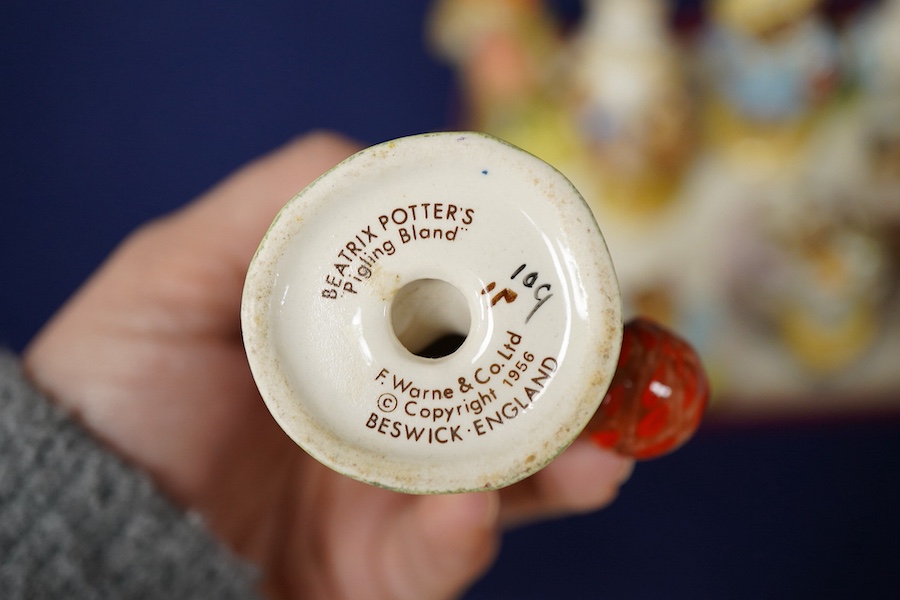 BEATRIX POTTER'S
"Pigling Bland"
109
F. Warne & Co. Ltd
© Copyright 1956
BESWICK · ENGLAND